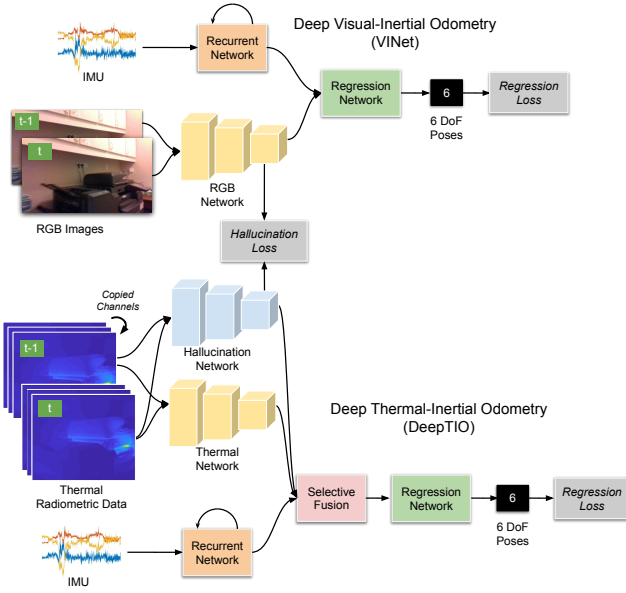 Deep Visual-Inertial Odometry
(VINet)
IMU
Recurrent
Network
Regression
Network
6
6 DoF
Poses
Regression
Loss
t-1
t
RGB Images
RGB
Network
Hallucination
Loss
Copied
Channels
Hallucination
Network
t-1
t
Thermal
Radiometric Data
Thermal
Network
Deep Thermal-Inertial Odometry
(DeepTIO)
Selective
Fusion
Regression
Network
6
6 DoF
Poses
Regression
Loss
IMU
Recurrent
Network